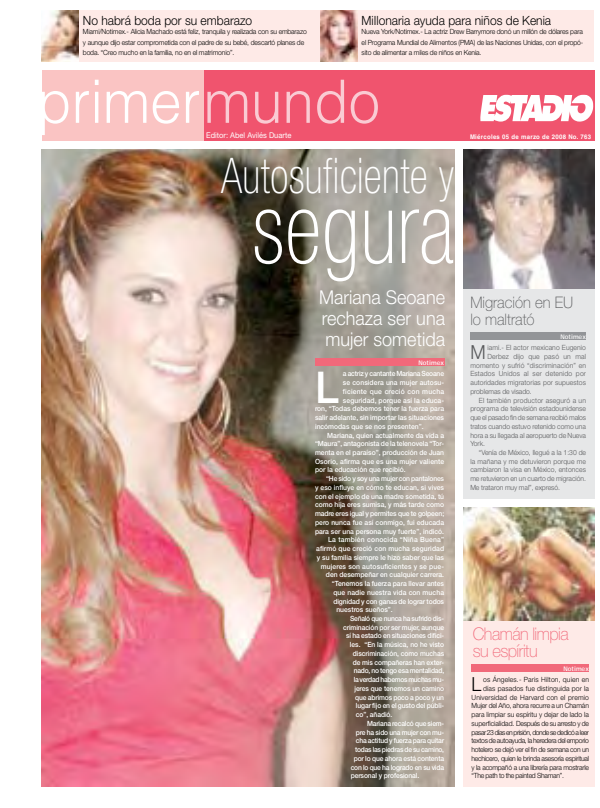 No habrá boda por su embarazo
Miami/Notimex.- Alicia Machado está feliz, tranquila y realizada con su embarazo
y aunque dijo estar comprometida con el padre de su bebé, descartó planes de
boda. "Creo mucho en la familia, no en el matrimonio".
Millonaria ayuda para niños de Kenia
Nueva York/Notimex.- La actriz Drew Barrymore donó un millón de dólares para
el Programa Mundial de Alimentos (PMA) de las Naciones Unidas, con el propó-
sito de alimentar a miles de niños en Kenia.
primermundo
Editor: Abel Avilés Duarte
ESTADIO
Miércoles 05 de marzo de 2008 No. 763
Autosuficiente y
segura
Mariana Seoane
rechaza ser una
mujer sometida
Notimex
La actriz y cantante Mariana Seoane
se considera una mujer autosu-
ficiente que creció con mucha
seguridad, porque así la educa-
ron, "Todas debemos tener la fuerza para
salir adelante, sin importar las situaciones
incómodas que se nos presenten".
Mariana, quien actualmente da vida a
"Maura", antagonista de la telenovela "Tor-
menta en el paraíso", producción de Juan
Osorio, afirma que es una mujer valiente
por la educación que recibió.
"He sido y soy una mujer con pantalones
y eso influye en cómo te educan, si vives
con el ejemplo de una madre sometida, tú
como hija eres sumisa, y más tarde como
madre eres igual y permites que te golpeen;
pero nunca fue así conmigo, fui educada
para ser una persona muy fuerte", indicó.
La también conocida "Niña Buena"
afirmó que creció con mucha seguridad
y su familia siempre le hizo saber que las
mujeres son autosuficientes y se pue-
den desempeñar en cualquier carrera.
"Tenemos la fuerza para llevar antes
que nadie nuestra vida con mucha
dignidad y con ganas de lograr todos
nuestros sueños".
Señaló que nunca ha sufrido dis-
criminación por ser mujer, aunque
sí ha estado en situaciones difíci-
les. "En la música, no he visto
discriminación, como muchas
de mis compañeras han exter-
nado, no tengo esa mentalidad,
la verdad habemos muchas mu-
jeres que tenemos un camino
que abrimos poco a poco y un
lugar fijo en el gusto del públi-
co", añadió.
Mariana recalcó que siem-
pre ha sido una mujer con mu-
cha actitud y fuerza para quitar
todas las piedras de su camino,
por lo que ahora está contenta
con lo que ha logrado en su vida
personal y profesional.
Migración en EU
lo maltrató
Notimex
Miami.- El actor mexicano Eugenio
Derbez dijo que pasó un mal
momento y sufrió "discriminación" en
Estados Unidos al ser detenido por
autoridades migratorias por supuestos
problemas de visado.
El también productor aseguró a un
programa de televisión estadounidense
que el pasado fin de semana recibió malos
tratos cuando estuvo retenido como una
hora a su llegada al aeropuerto de Nueva
York.
"Venía de México, llegué a la 1:30 de
la mañana y me detuvieron porque me
cambiaron la visa en México, entonces
me retuvieron en un cuarto de migración.
Me trataron muy mal", expresó.
Chamán limpia
su espíritu
Notimex
Los Ángeles.- Paris Hilton, quien en
días pasados fue distinguida por la
Universidad de Harvard con el premio
Mujer del Año, ahora recurre a un Chamán
para limpiar su espíritu y dejar de lado la
superficialidad. Después de su arresto y de
pasar 23 días en prisión, donde se dedicó a leer
textos de autoayuda, la heredera del emporio
hotelero se dejó ver el fin de semana con un
hechicero, quien le brinda asesoría espiritual
y la acompañó a una librería para mostrarle
"The path to the painted Shaman".